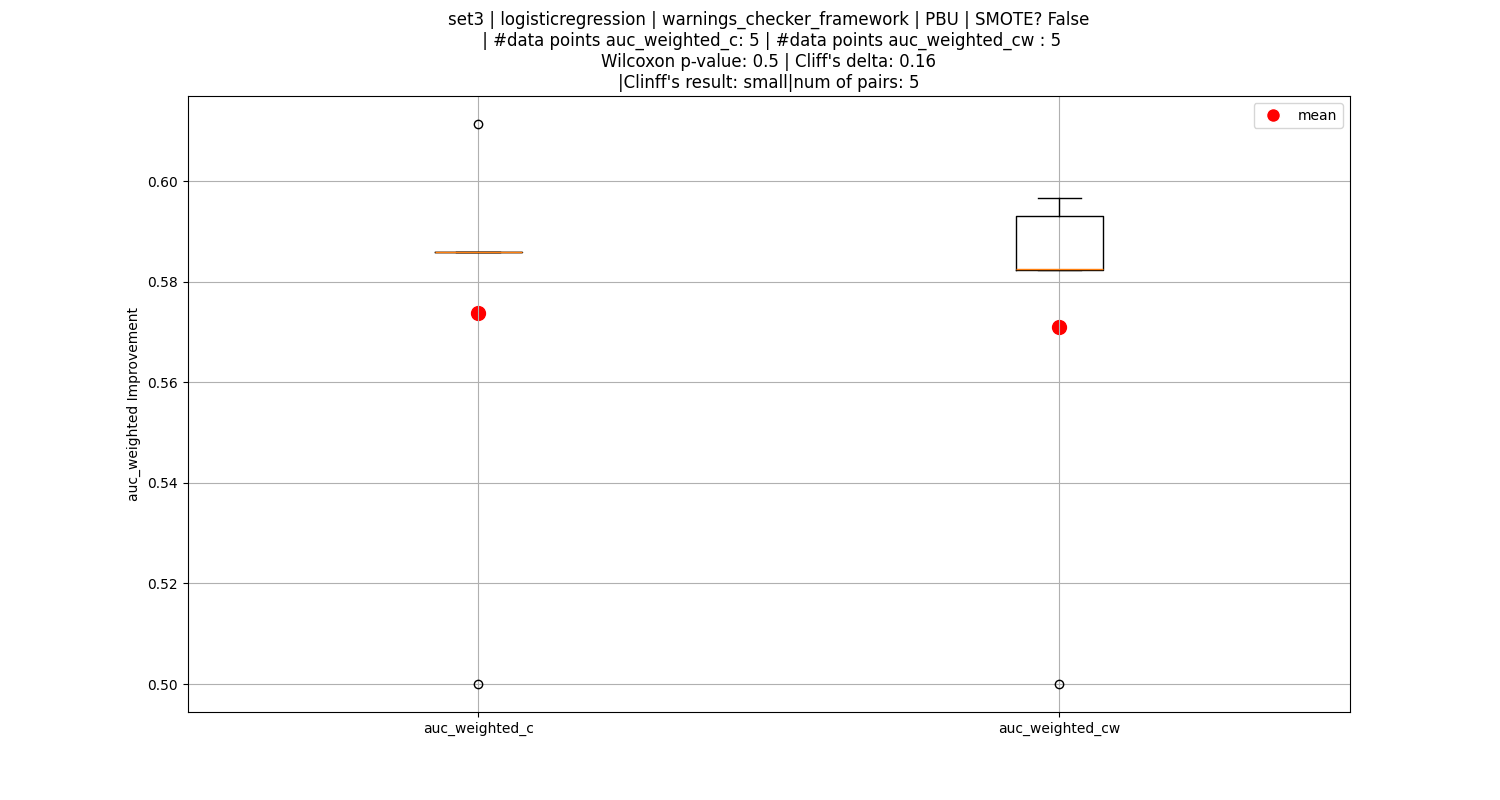 set3 | logisticregression | warnings_checker_framework | PBU | SMOTE? False
| #data points auc_weighted_c: 5 | #data points auc_weighted_cw : 5
Wilcoxon p-value: 0.5 | Cliff's delta: 0.16
|Clinff's result: small|num of pairs: 5
mean
auc_weighted Improvement
0.60
0.58
0.56
0.54
0.52
0.50
auc_weighted_c
auc_weighted_cw